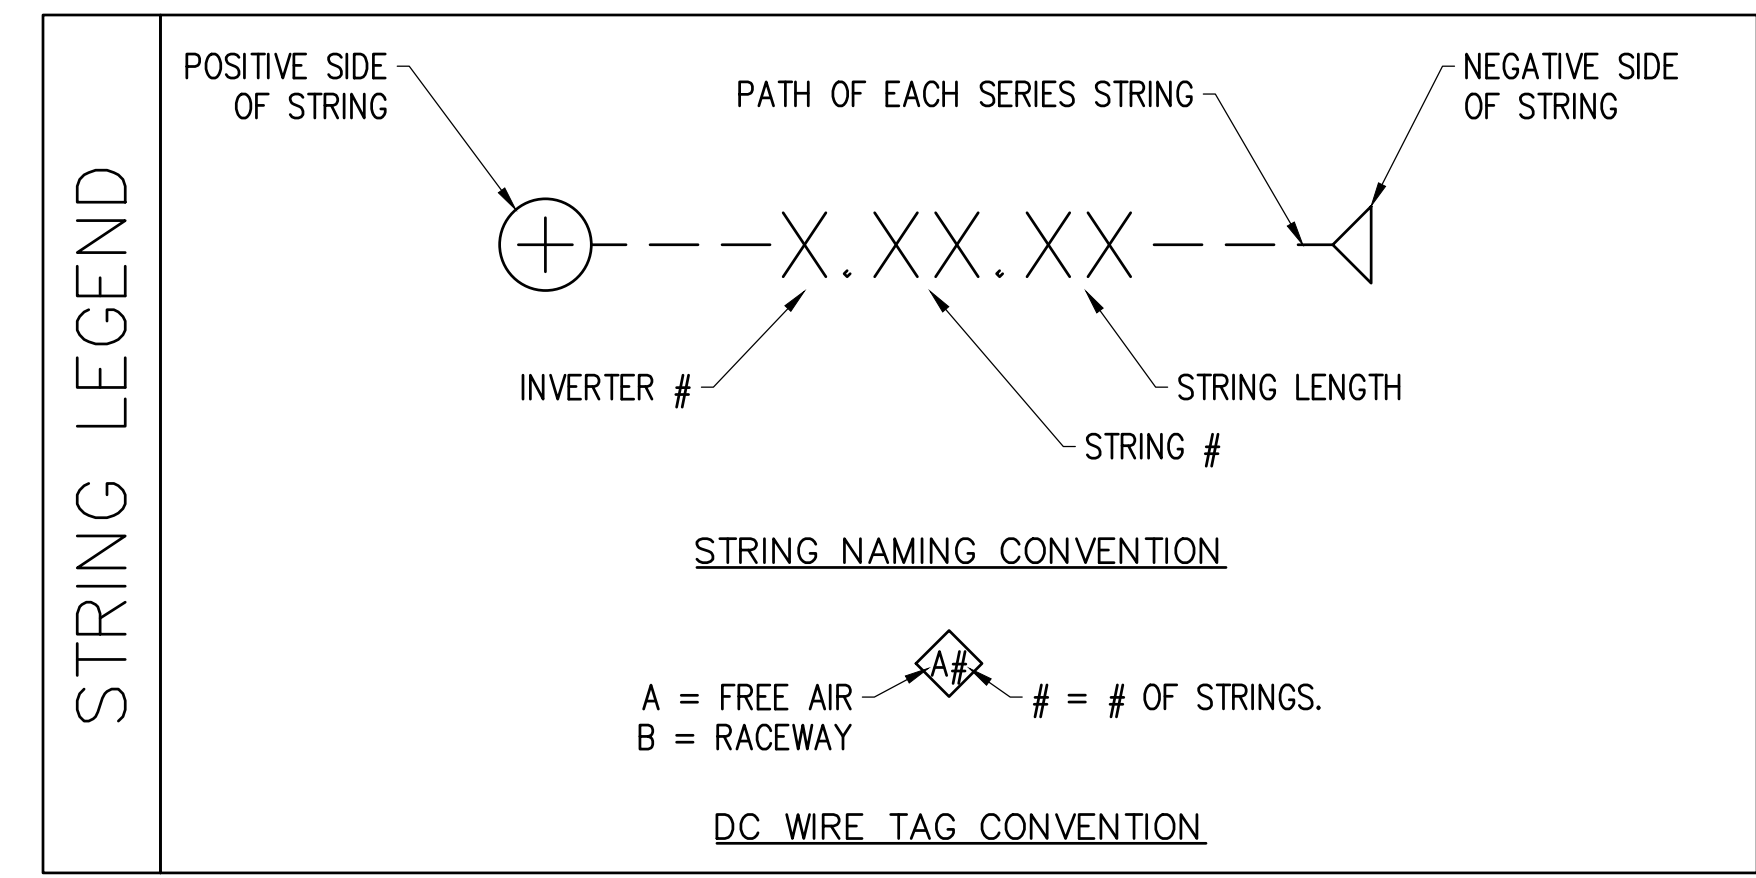 STRING LEGEND
POSITIVE SIDE
OF STRING
PATH OF EACH SERIES STRING
NEGATIVE SIDE
OF STRING
X.XX.XX
INVERTER #
STRING LENGTH
STRING #
STRING NAMING CONVENTION
A#
A = FREE AIR
B = RACEWAY
# = # OF STRINGS.
DC WIRE TAG CONVENTION